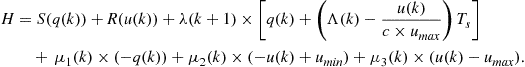 H = S(q(k)) + R(u(k)) + λ(k + 1) × [q(k) + (Λ(k) − u(k) / (c × u_max)) T_s]
+ μ_1(k) × (−q(k)) + μ_2(k) × (−u(k) + u_min) + μ_3(k) × (u(k) − u_max).